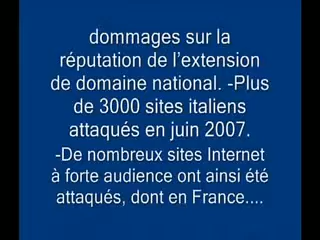 dommages sur la
réputation de l’extension
de domaine national. -Plus
de 3000 sites italiens
attaqués en juin 2007.
-De nombreux sites Internet
à forte audience ont ainsi été
attaqués, dont en France....